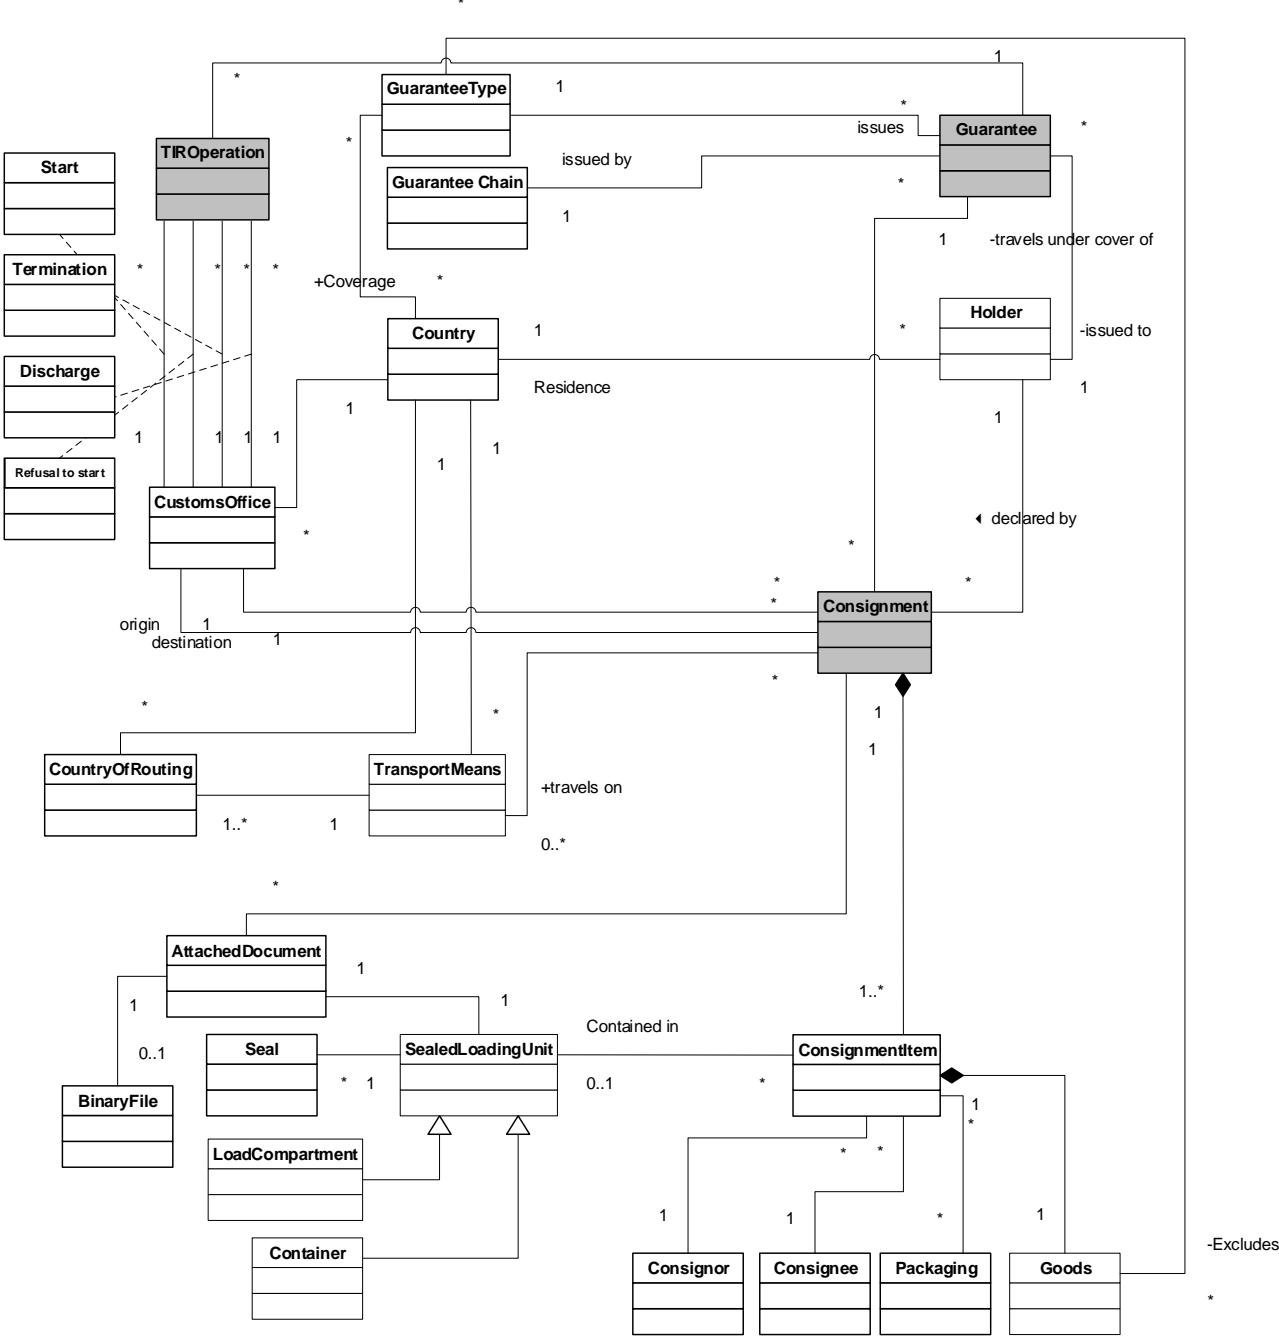 *
1
*
GuaranteeType
1
*
issues
Guarantee
*
TIROperation
*
Start
issued by
Guarantee Chain
*
1
1
-travels under cover of
Termination
*
*
*
*
+Coverage
*
Holder
Country
1
*
-issued to
Discharge
Residence
1
1
1
1
1
1
1
1
1
Refusal to start
CustomsOffice
declared by
*
*
*
*
*
Consignment
origin
1
destination
1
*
*
*
1
1
CountryOfRouting
TransportMeans
+travels on
1..*
1
0..*
*
AttachedDocument
1
1..*
1
1
Contained in
Seal
SealedLoadingUnit
ConsignmentItem
0..1
*
1
0..1
*
BinaryFile
1
*
LoadCompartment
*
*
1
1
*
1
Container
-Excludes
Consignor
Consignee
Packaging
Goods
*